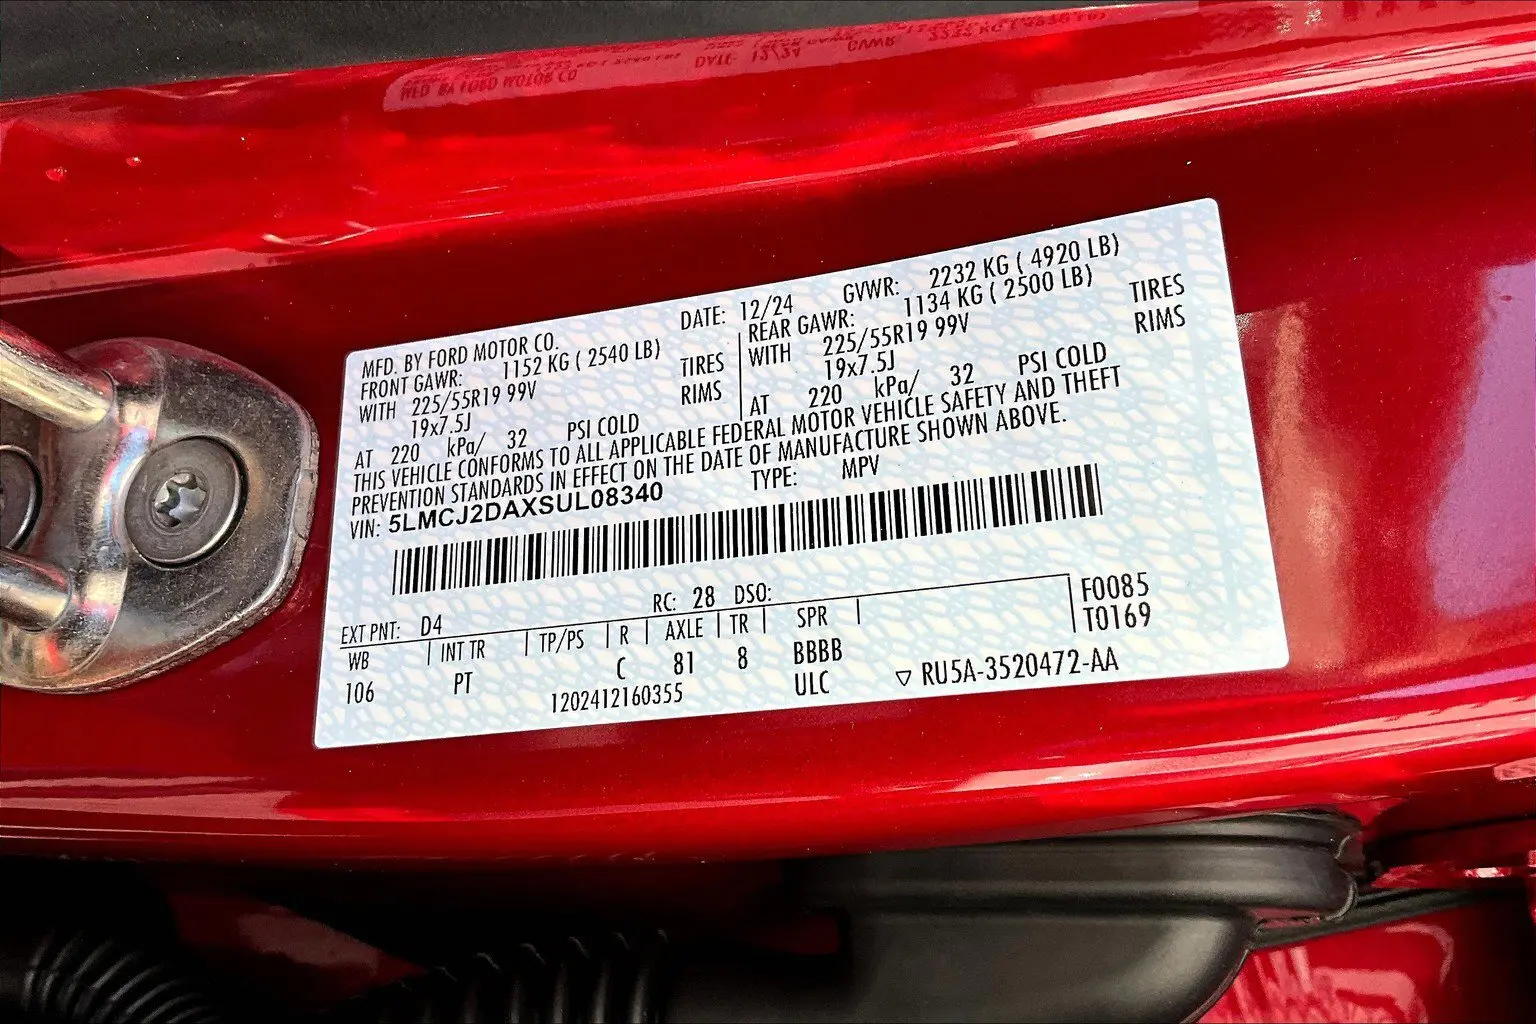 MFD. BY FORD MOTOR CO.
DATE: 12/24
GVWR: 2232 KG ( 4920 LB)
FRONT GAWR: 1152 KG ( 2540 LB)
WITH 225/55R19 99V TIRES
19x7.5J RIMS
AT 220 kPa/ 32 PSI COLD
REAR GAWR: 1134 KG ( 2500 LB)
WITH 225/55R19 99V TIRES
19x7.5J RIMS
AT 220 kPa/ 32 PSI COLD
THIS VEHICLE CONFORMS TO ALL APPLICABLE FEDERAL MOTOR VEHICLE SAFETY AND THEFT
PREVENTION STANDARDS IN EFFECT ON THE DATE OF MANUFACTURE SHOWN ABOVE.
VIN: 5LMCJ2DAXSUL08340
TYPE: MPV
EXT PNT: D4 RC: 28 DSO:
F0085
T0169
WB INT TR TP/PS R AXLE TR SPR
106 PT C 81 8 BBBB
1202412160355 ULC ▽ RU5A-3520472-AA